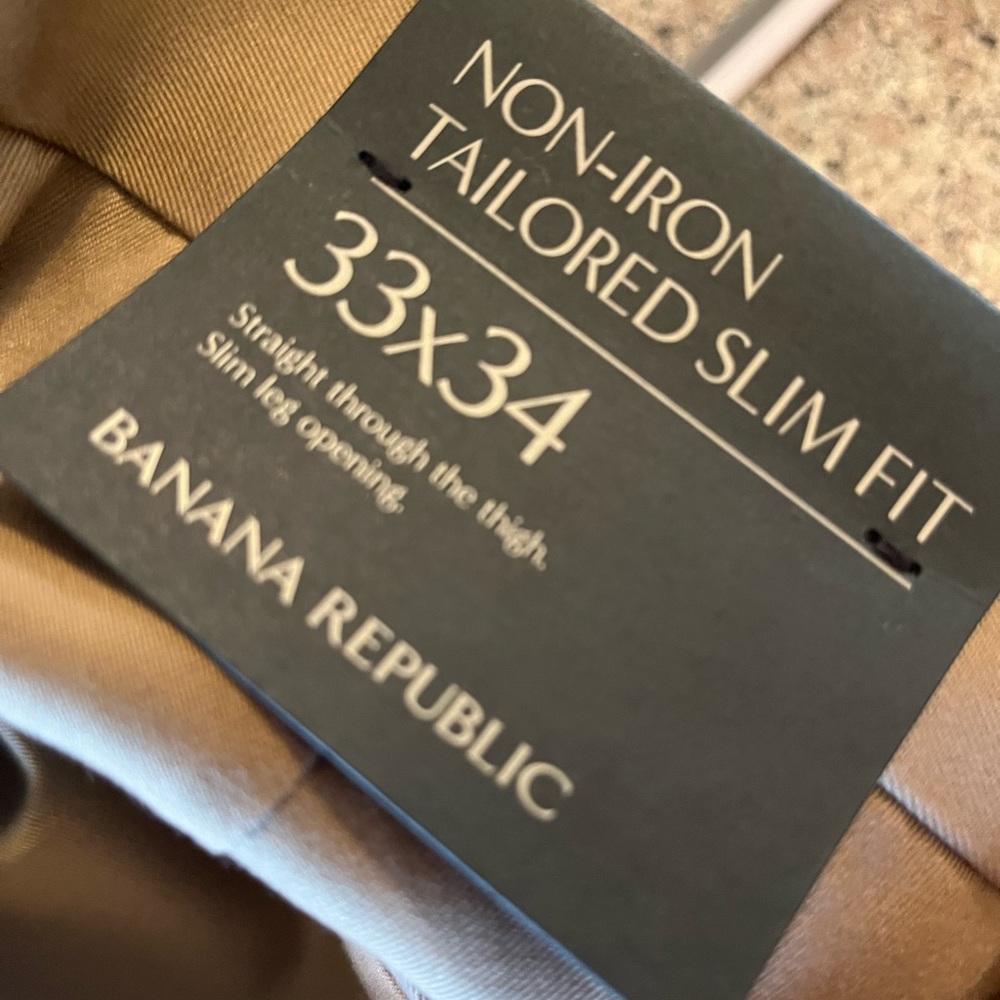 NON-IRON
TAILORED SLIM FIT
33x34
Straight through the thigh.
Slim leg opening.
BANANA REPUBLIC